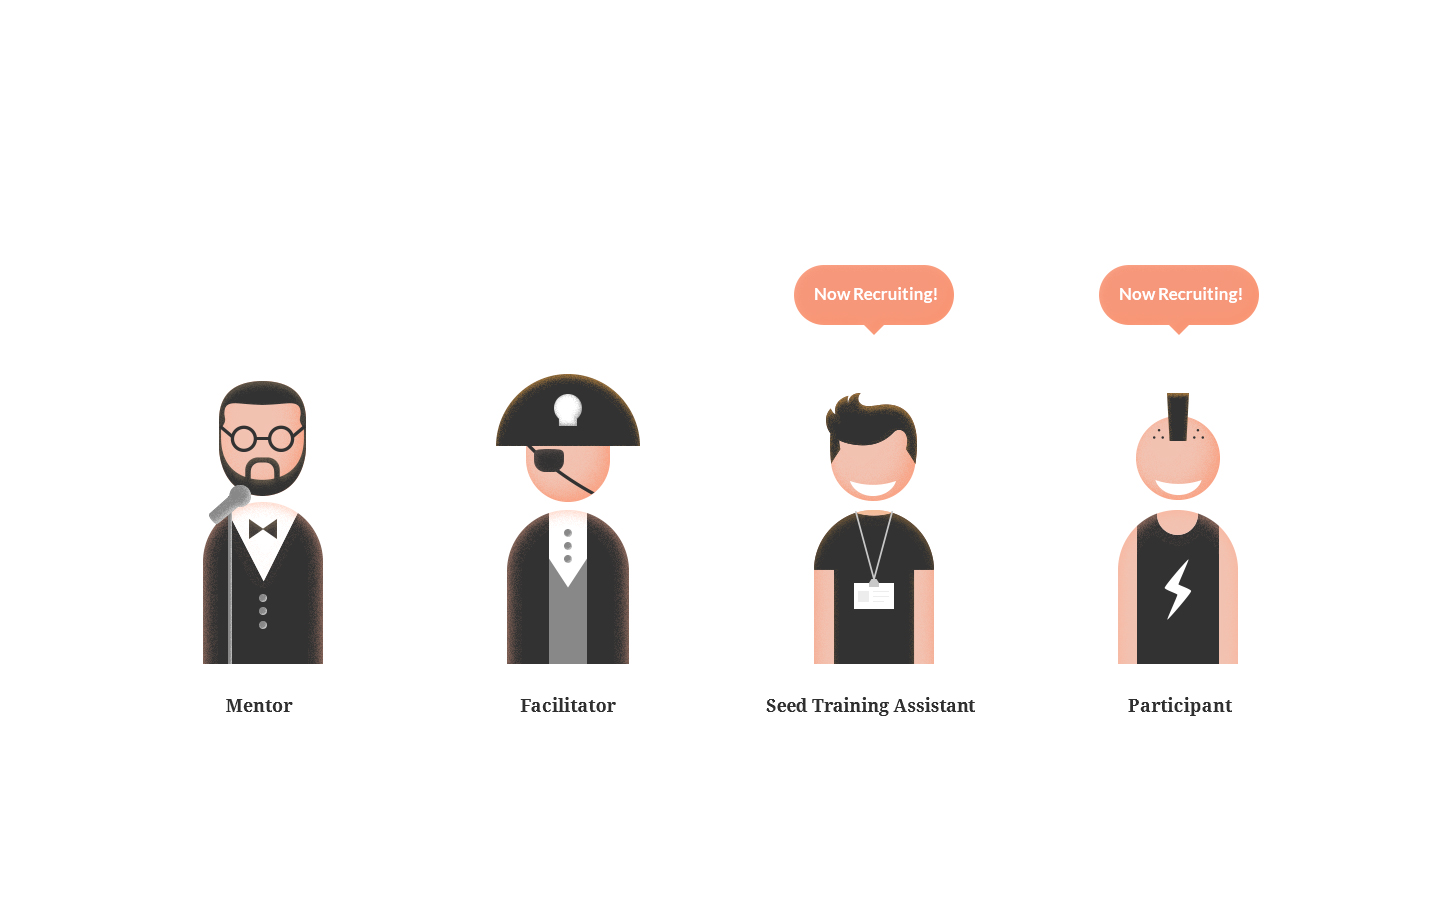 Now Recruiting!
Now Recruiting!
Mentor
Facilitator
Seed Training Assistant
Participant